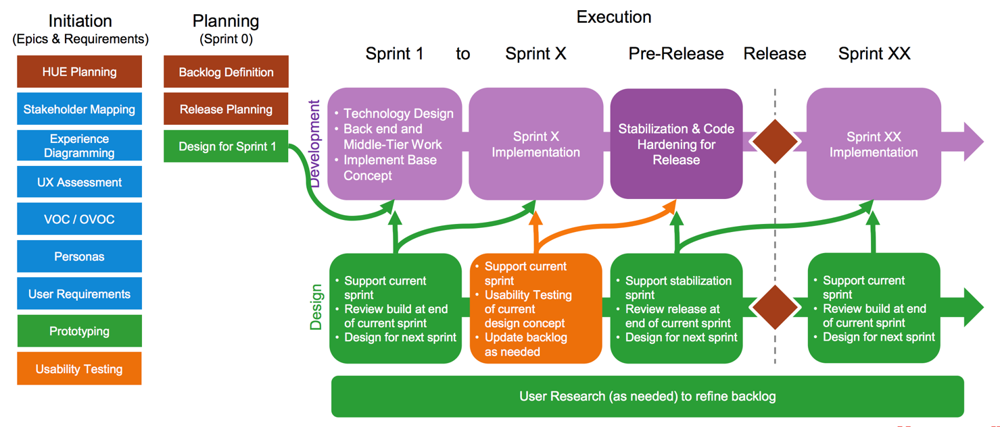 Initiation
(Epics & Requirements)
HUE Planning
Stakeholder Mapping
Experience
Diagramming
UX Assessment
VOC / OVOC
Personas
User Requirements
Prototyping
Usability Testing
Planning
(Sprint 0)
Backlog Definition
Release Planning
Design for Sprint 1
Execution
Sprint 1 to Sprint X Pre-Release Release Sprint XX
Development
• Technology Design
• Back end and
Middle-Tier Work
• Implement Base
Concept
Sprint X
Implementation
Stabilization & Code
Hardening for
Release
Sprint XX
Implementation
Design
• Support current
sprint
• Review build at end
of current sprint
• Design for next sprint
• Support current
sprint
• Usability Testing
of current
design concept
• Update backlog
as needed
• Support stabilization
sprint
• Review release at
end of current sprint
• Design for next sprint
• Support current
sprint
• Review build at end
of current sprint
• Design for next sprint
User Research (as needed) to refine backlog